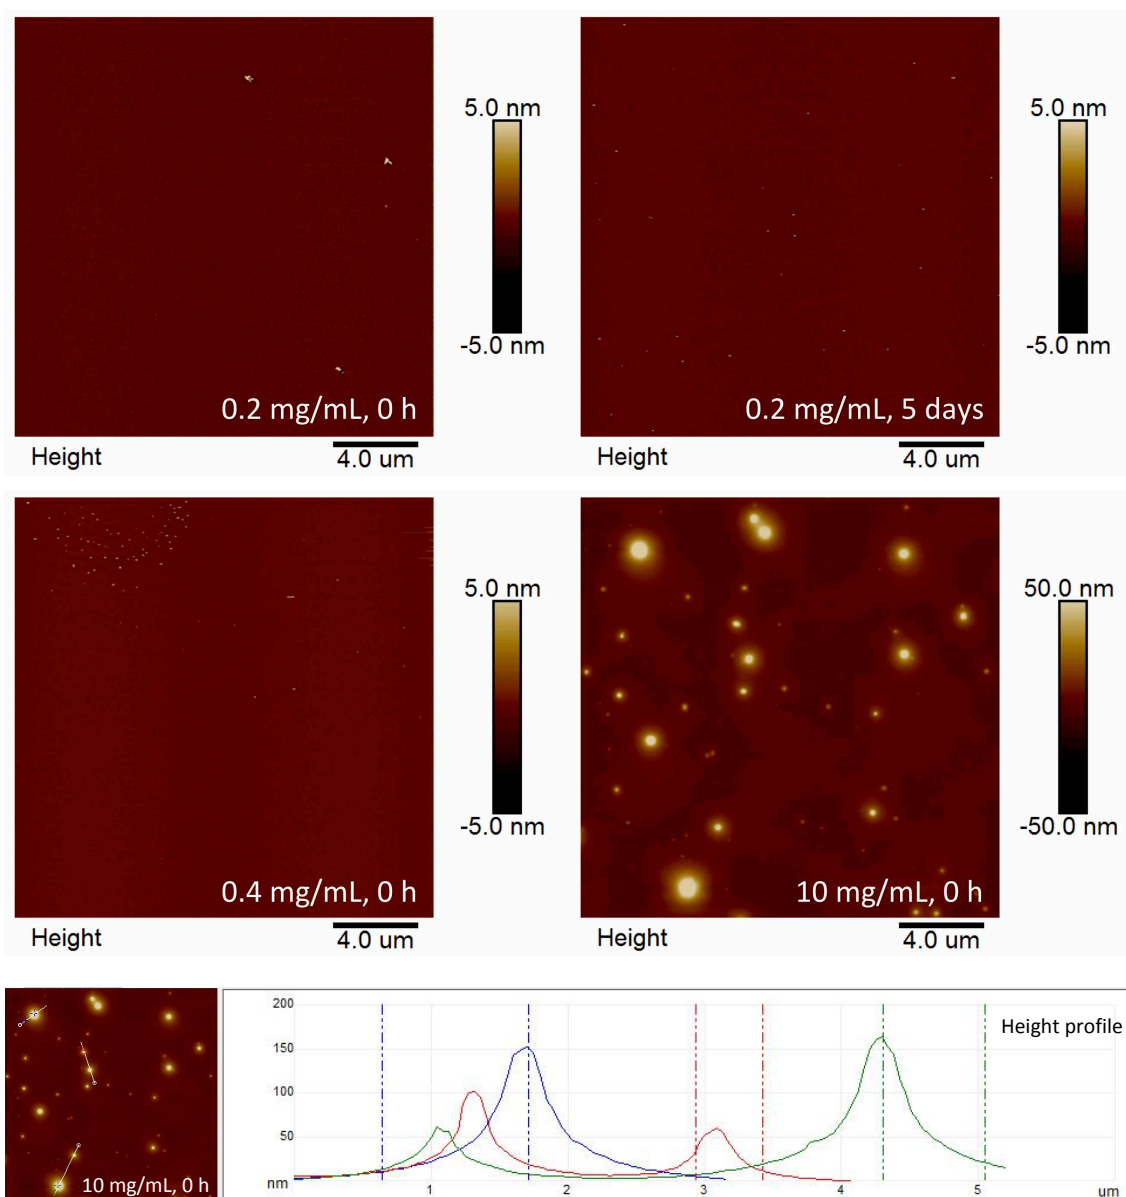 5.0 nm
-5.0 nm
0.2 mg/mL, 0 h
Height
4.0 um
5.0 nm
-5.0 nm
0.2 mg/mL, 5 days
Height
4.0 um
5.0 nm
-5.0 nm
0.4 mg/mL, 0 h
Height
4.0 um
50.0 nm
-50.0 nm
10 mg/mL, 0 h
Height
4.0 um
10 mg/mL, 0 h
200
150
100
50
nm
1
2
3
4
5
um
Height profile